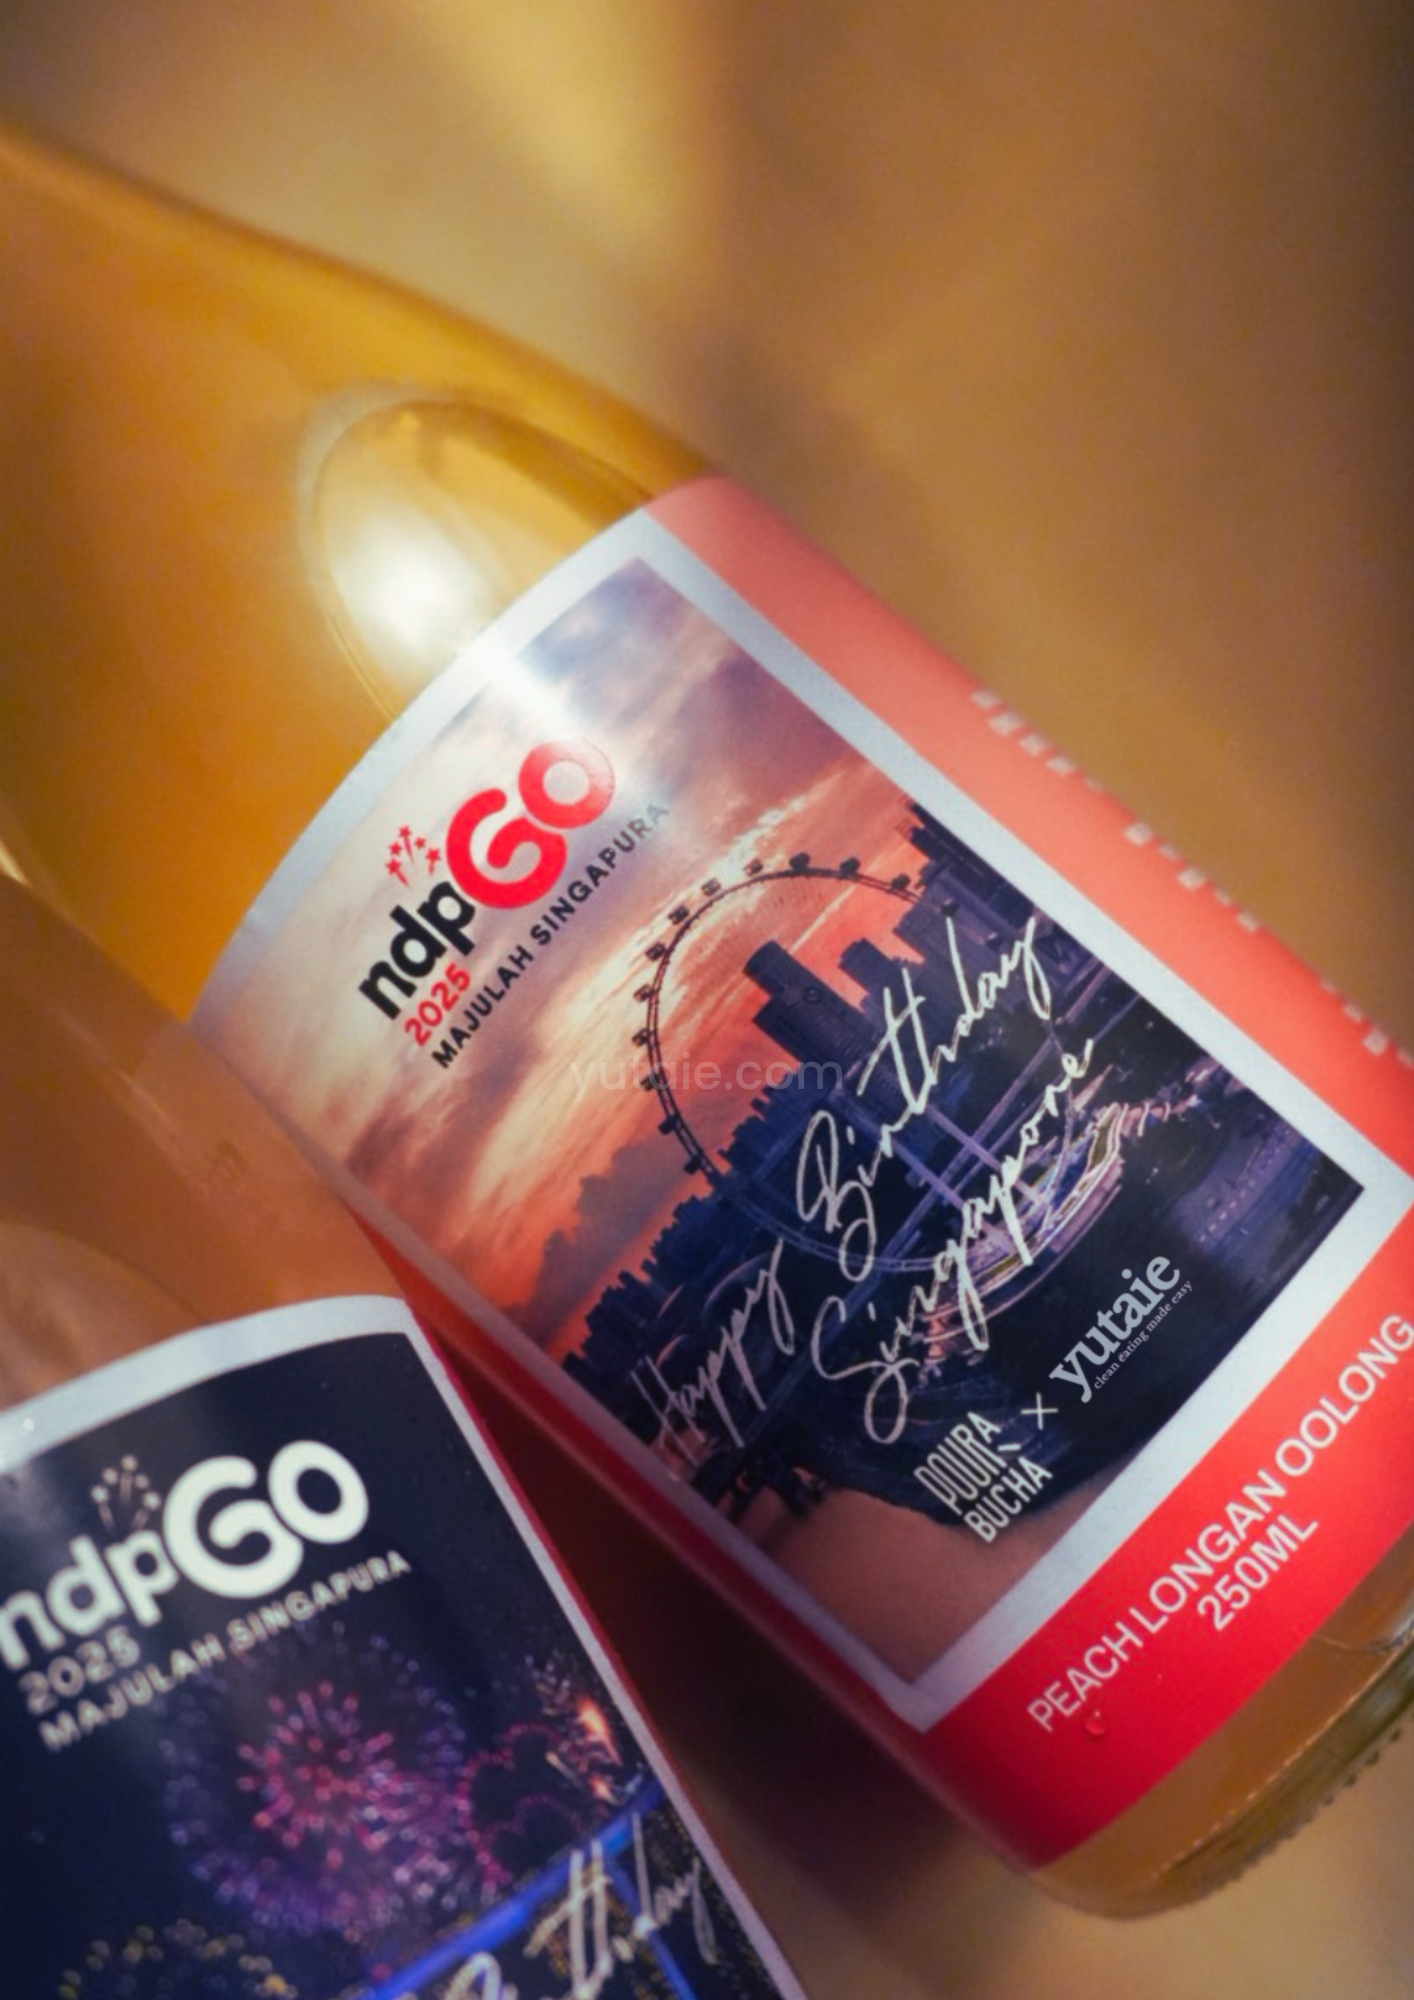 ndpGo
2025
MAJULAH SINGAPURA
Happy Birthday
Singapore
POURA
BUCHA
×
yutaie
clean eating made easy
PEACH LONGAN OOLONG
250ML
yutaie.com
ndpGo
2025
MAJULAH SINGAPURA